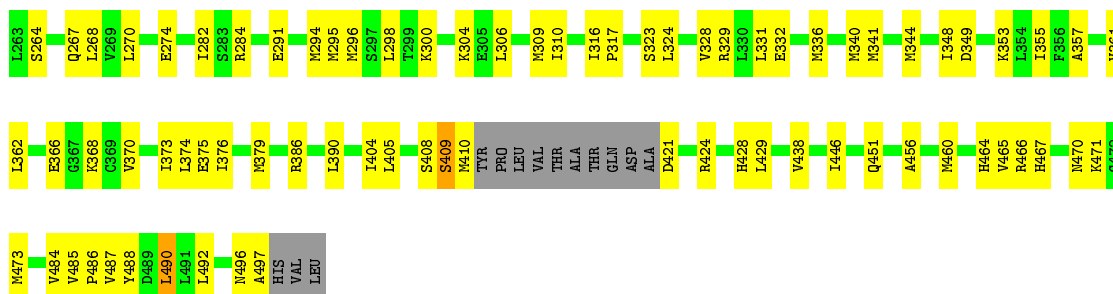 L263 S264 Q267 L268 V269 L270 E274 I282 S283 R284 E291 M294 M295 M296 S297 L298 T299 K300 K304 E305 L306 M309 I310 I316 P317 S323 L324 V328 R329 L330 L331 E332 M336 M340 M341 M344 I348 D349 K353 L354 I355 F356 A357
L362 E366 G367 K368 C369 V370 I373 L374 E375 I376 M379 R386 L390 I404 L405 S408 S409 M410 TYR PRO LEU VAL THR ALA THR GLN ASP ALA D421 R424 H428 L429 V438 I446 Q451 A456 M460 H464 V465 R466 H467 N470 K471
M473 V484 V485 P486 V487 Y488 D489 L490 L491 L492 N496 A497 HIS VAL LEU